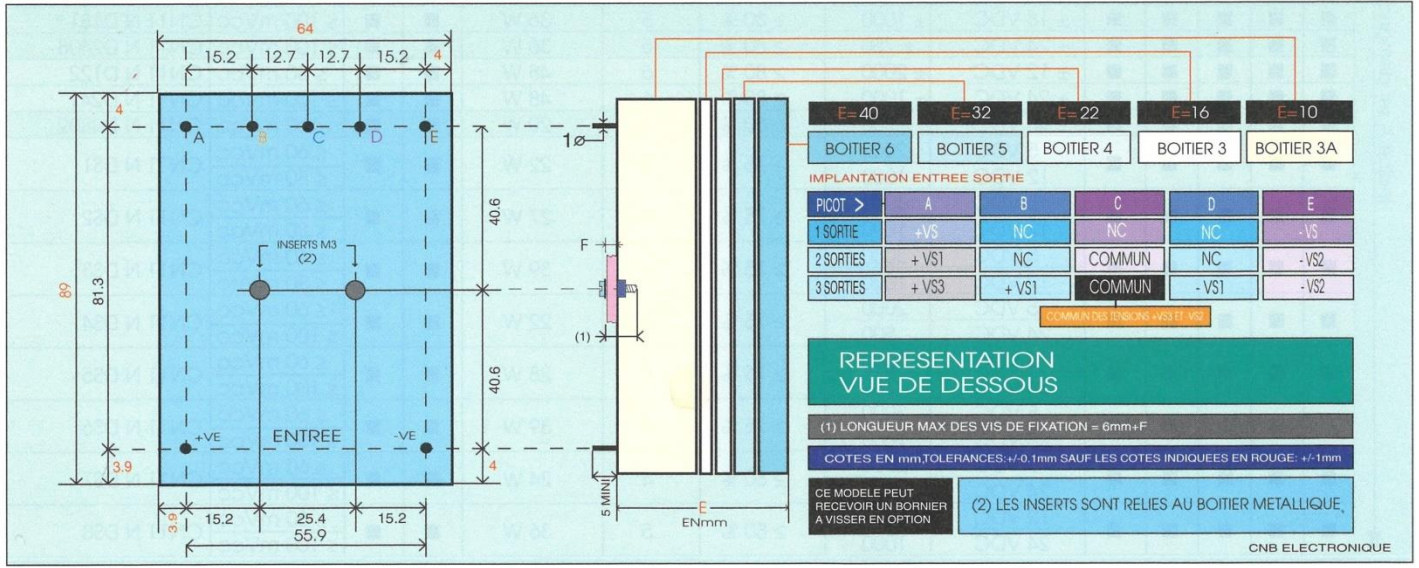 64
15.2 12.7 12.7 15.2 4
4
A B C D E
89
81.3
INSERTS M3
(2)
40.6
40.6
+VE ENTREE -VE
3.9
4
3.9 15.2 25.4 15.2
55.9
1ø
F
(1)
5 MINI
E
ENmm
E=40 E=32 E=22 E=16 E=10
BOITIER 6 BOITIER 5 BOITIER 4 BOITIER 3 BOITIER 3A
IMPLANTATION ENTREE SORTIE
PICOT > A B C D E
1 SORTIE +VS NC NC NC -VS
2 SORTIES + VS1 NC COMMUN NC - VS2
3 SORTIES + VS3 + VS1 COMMUN - VS1 - VS2
COMMUN DES TENSIONS +VS3 ET -VS2
REPRESENTATION
VUE DE DESSOUS
(1) LONGUEUR MAX DES VIS DE FIXATION = 6mm+F
COTES EN mm,TOLERANCES:+/-0.1mm SAUF LES COTES INDIQUEES EN ROUGE: +/-1mm
CE MODELE PEUT
RECEVOIR UN BORNIER
A VISSER EN OPTION
(2) LES INSERTS SONT RELIES AU BOITIER METALLIQUE.
CNB ELECTRONIQUE